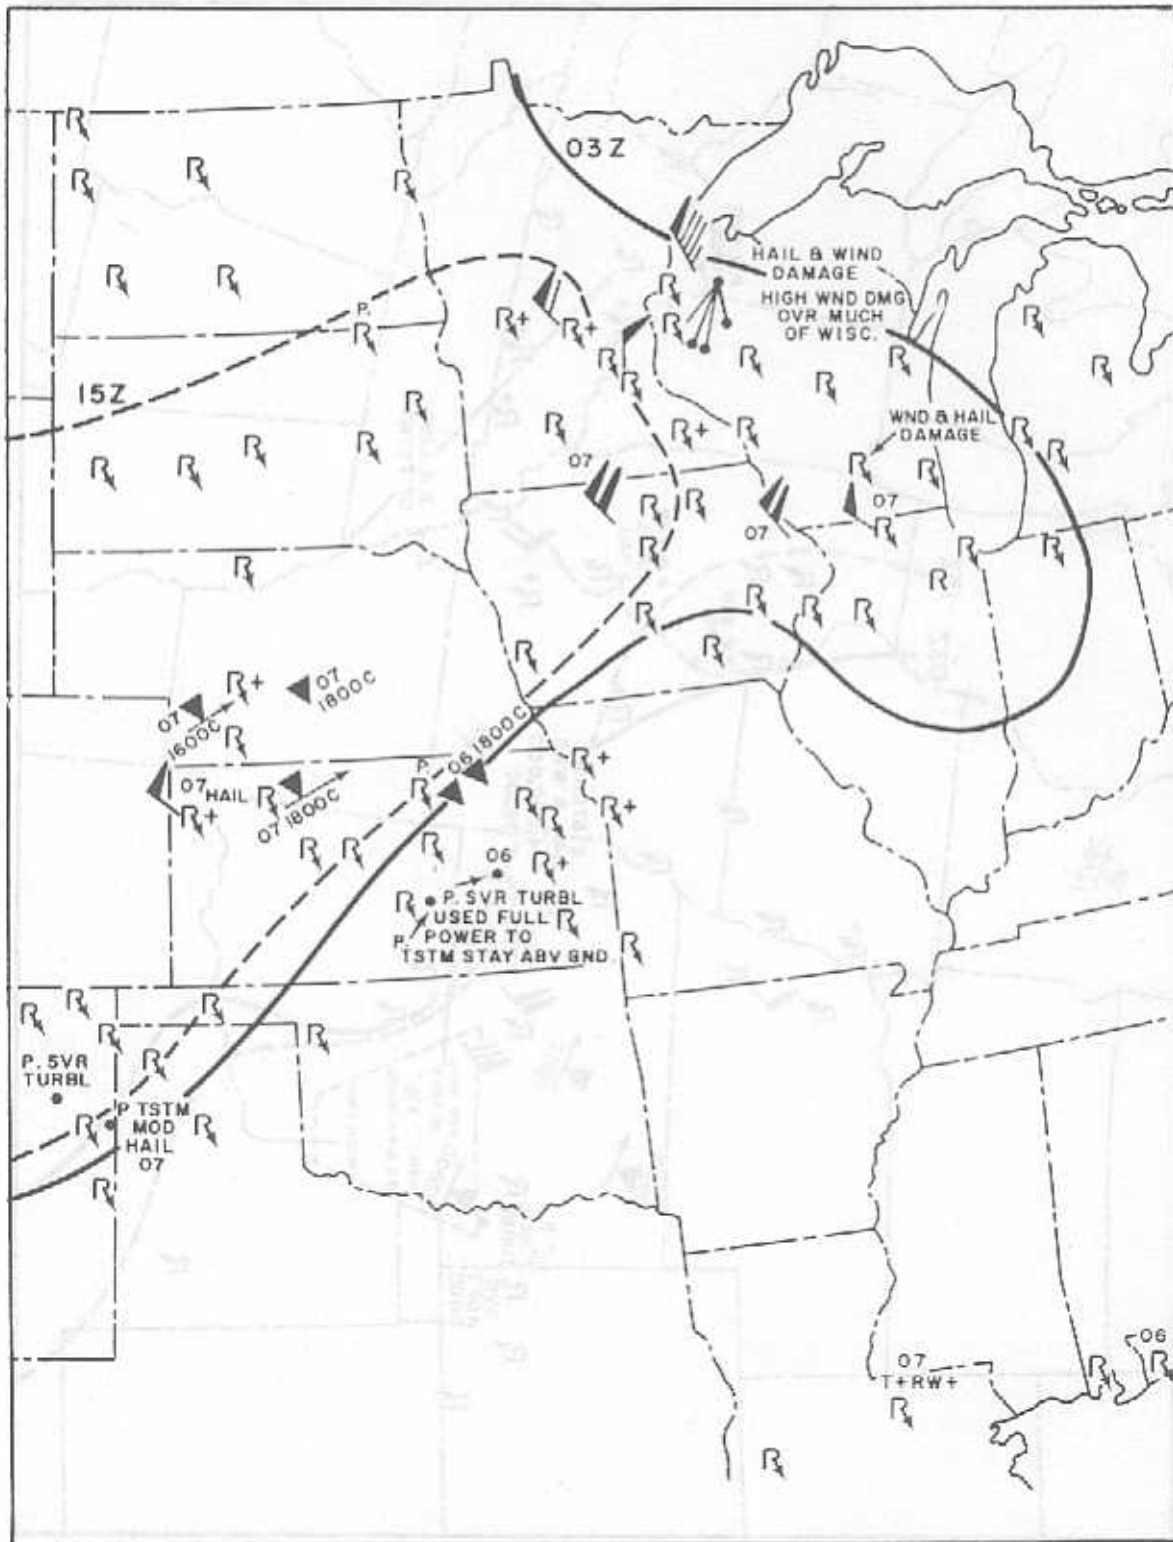 03Z
HAIL & WIND
DAMAGE
HIGH WND DMG
OVR MUCH
OF WISC.
P.
R+
R+
15Z
WND & HAIL
DAMAGE
R+
07
07
07
R
R+
07
1800C
07
1600C
06 1800C
P.
R+
07 HAIL
07 1800C
R+
R+
06
R+
P. SVR TURBL
USED FULL
P. POWER TO
TSTM STAY ABV GND.
P. SVR
TURBL
P TSTM
MOD
HAIL
07
06
07
T+RW+